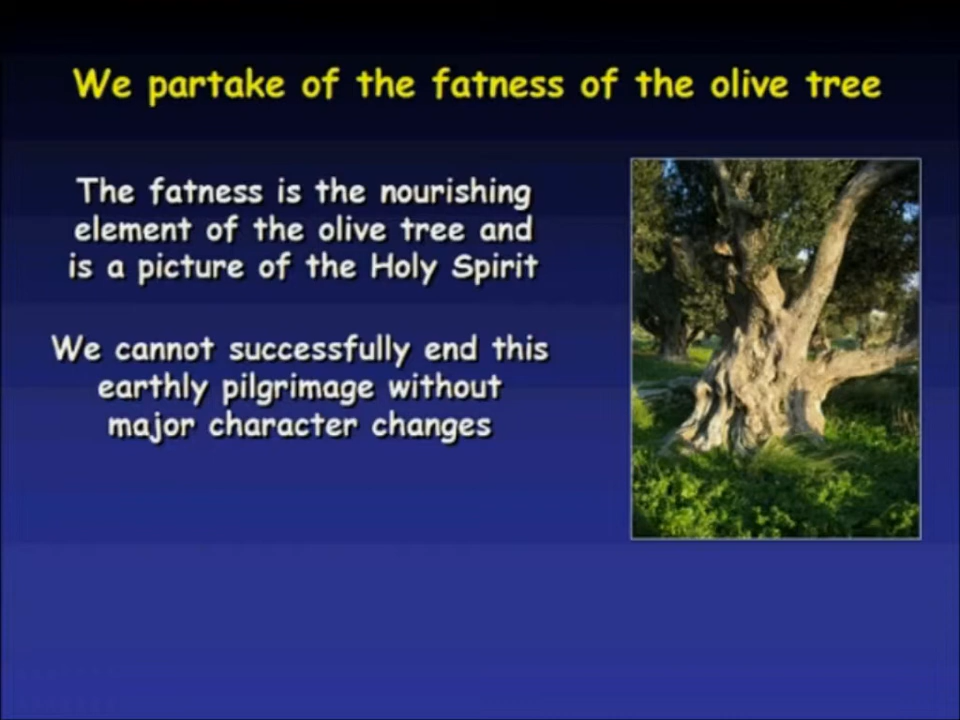 We partake of the fatness of the olive tree
The fatness is the nourishing
element of the olive tree and
is a picture of the Holy Spirit
We cannot successfully end this
earthly pilgrimage without
major character changes